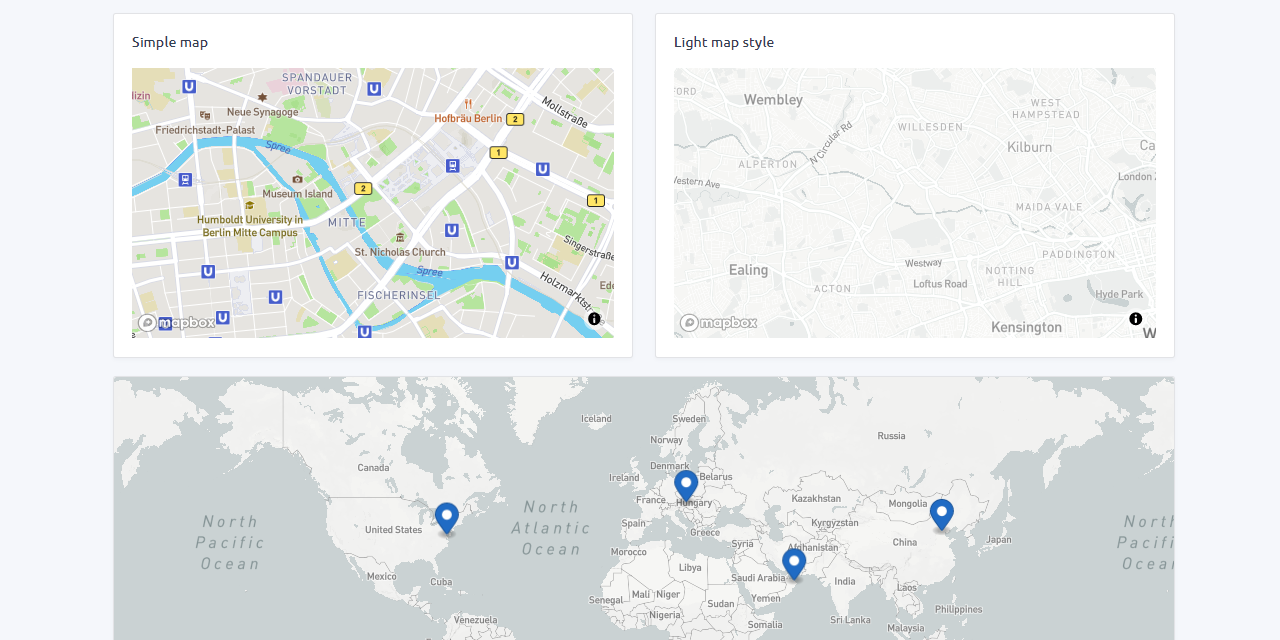 Simple map
SPANDAUER
VORSTADT
dizin
Neue Synagoge
Friedrichstadt-Palast
Hofbräu Berlin
2
Mollstraße
Spree
1
Museum Island
2
1
Humboldt University in
Berlin Mitte Campus
MITTE
St. Nicholas Church
Singerstraße
Spree
Holzmarktstr
FISCHERINSEL
Ede
mapbox
Light map style
FORD
Wembley
WEST
HAMPSTEAD
WILLESDEN
N Circular Rd
Kilburn
Ca
ALPERTON
Western Ave
London Z
MAIDA VALE
PADDINGTON
Ealing
Westway
NOTTING
HILL
ACTON
Loftus Road
Hyde Park
Kensington
W
mapbox
Iceland
Sweden
Norway
Russia
Canada
Denmark
Ireland
Belarus
France
Hungary
Kazakhstan
Mongolia
North
Pacific
Ocean
North
Atlantic
Ocean
United States
Spain
Greece
Kyrgyzstan
China
Japan
North
Pacifi
Ocean
Morocco
Syria
Afghanistan
Mexico
Cuba
Libya
Saudi Arabia
India
Laos
Senegal
Mali
Niger
Sudan
Yemen
Philippines
Venezuela
Nigeria
Somalia
Sri Lanka
Malaysia